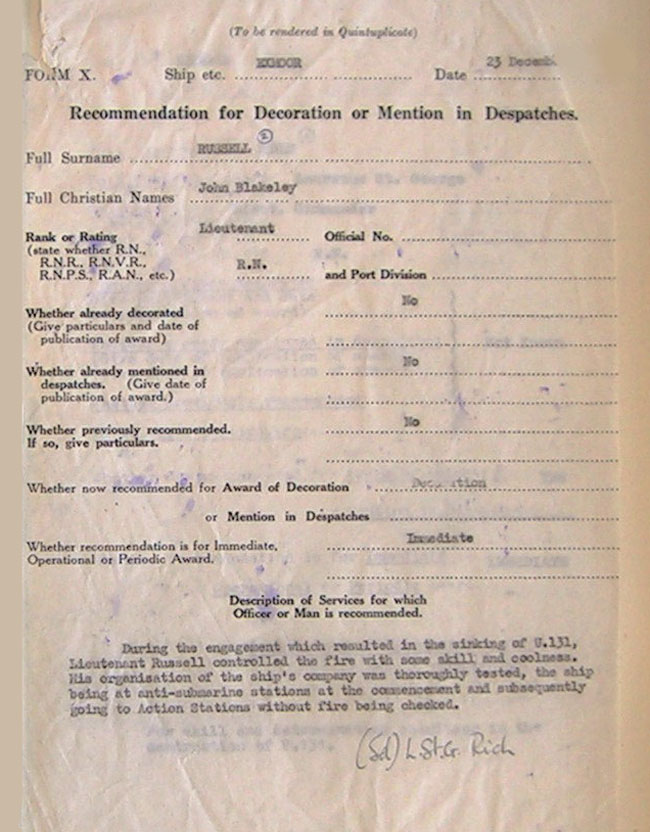 (To be rendered in Quintuplicate)
FORM X. Ship etc. EXMOOR Date 23
Recommendation for Decoration or Mention in Despatches.
Full Surname RUSSELL 2
Full Christian Names John Blakeley
Rank or Rating Lieutenant Official No.
(state whether R.N.,
R.N.R., R.N.V.R., R.N.
R.N.P.S., R.A.N., etc.) and Port Division
Whether already decorated No
(Give particulars and date of
publication of award)
Whether already mentioned in No
despatches. (Give date of
publication of award.)
Whether previously recommended. No
If so, give particulars.
Whether now recommended for Award of Decoration Decoration
or Mention in Despatches
Whether recommendation is for Immediate, Immediate
Operational or Periodic Award.
Description of Services for which
Officer or Man is recommended.
During the engagement which resulted in the sinking of U.131,
Lieutenant Russell controlled the fire with some skill and coolness.
His organisation of the ship's company was thoroughly tested, the ship
being at anti-submarine stations at the commencement and subsequently
going to Action Stations without fire being checked.
(Sd) L.St.G. Rich